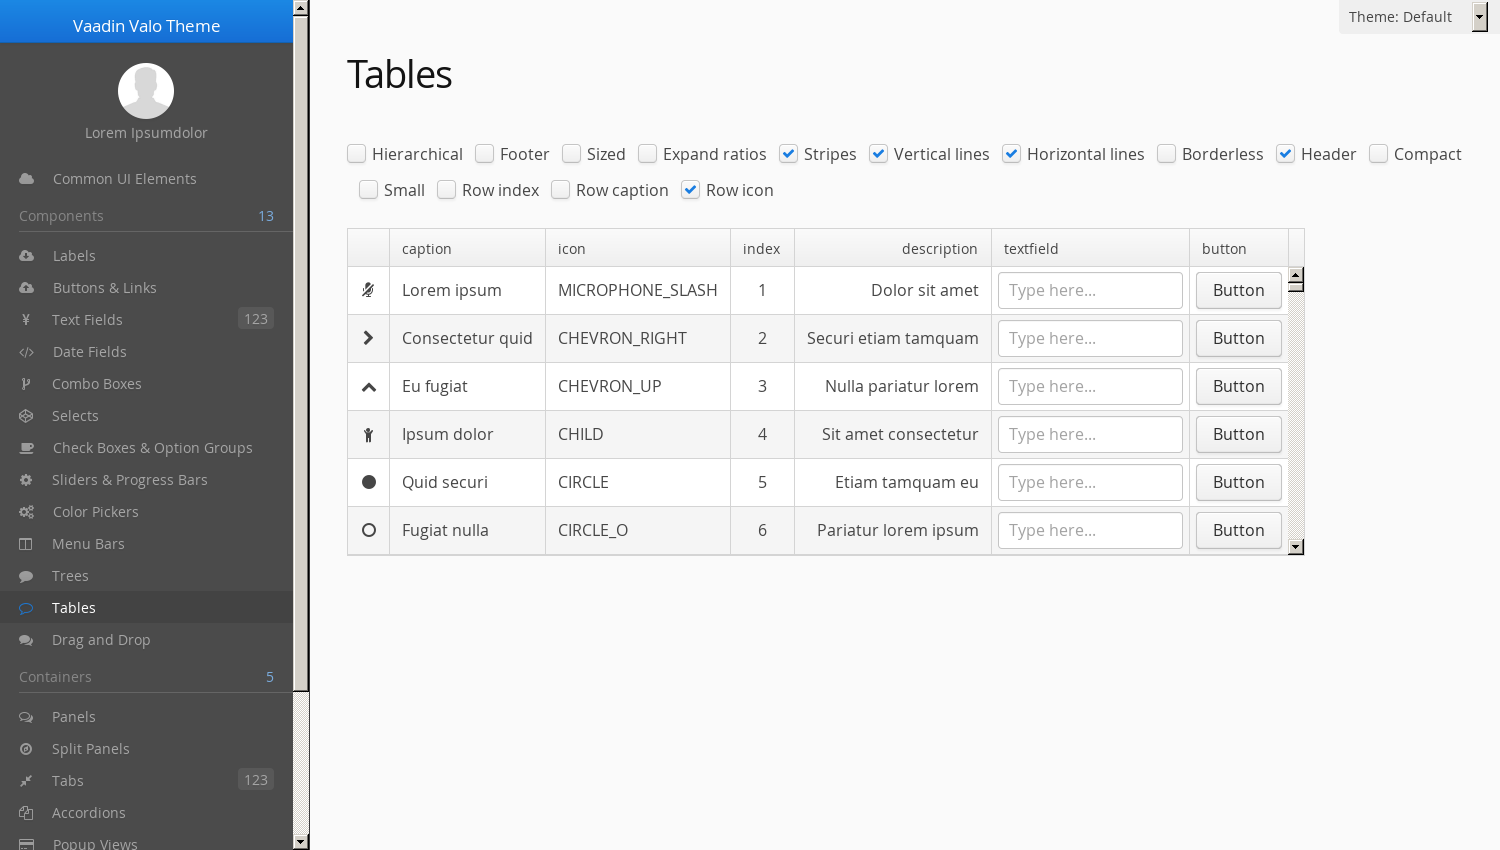 Vaadin Valo Theme
Lorem Ipsumdolor
Common UI Elements
Components 13
Labels
Buttons & Links
Text Fields 123
Date Fields
Combo Boxes
Selects
Check Boxes & Option Groups
Sliders & Progress Bars
Color Pickers
Menu Bars
Trees
Tables
Drag and Drop
Containers 5
Panels
Split Panels
Tabs 123
Accordions
Popup Views
Theme: Default
Tables
Hierarchical Footer Sized Expand ratios Stripes Vertical lines Horizontal lines Borderless Header Compact
Small Row index Row caption Row icon
caption icon index description textfield button
Lorem ipsum MICROPHONE_SLASH 1 Dolor sit amet Type here... Button
Consectetur quid CHEVRON_RIGHT 2 Securi etiam tamquam Type here... Button
Eu fugiat CHEVRON_UP 3 Nulla pariatur lorem Type here... Button
Ipsum dolor CHILD 4 Sit amet consectetur Type here... Button
Quid securi CIRCLE 5 Etiam tamquam eu Type here... Button
Fugiat nulla CIRCLE_O 6 Pariatur lorem ipsum Type here... Button